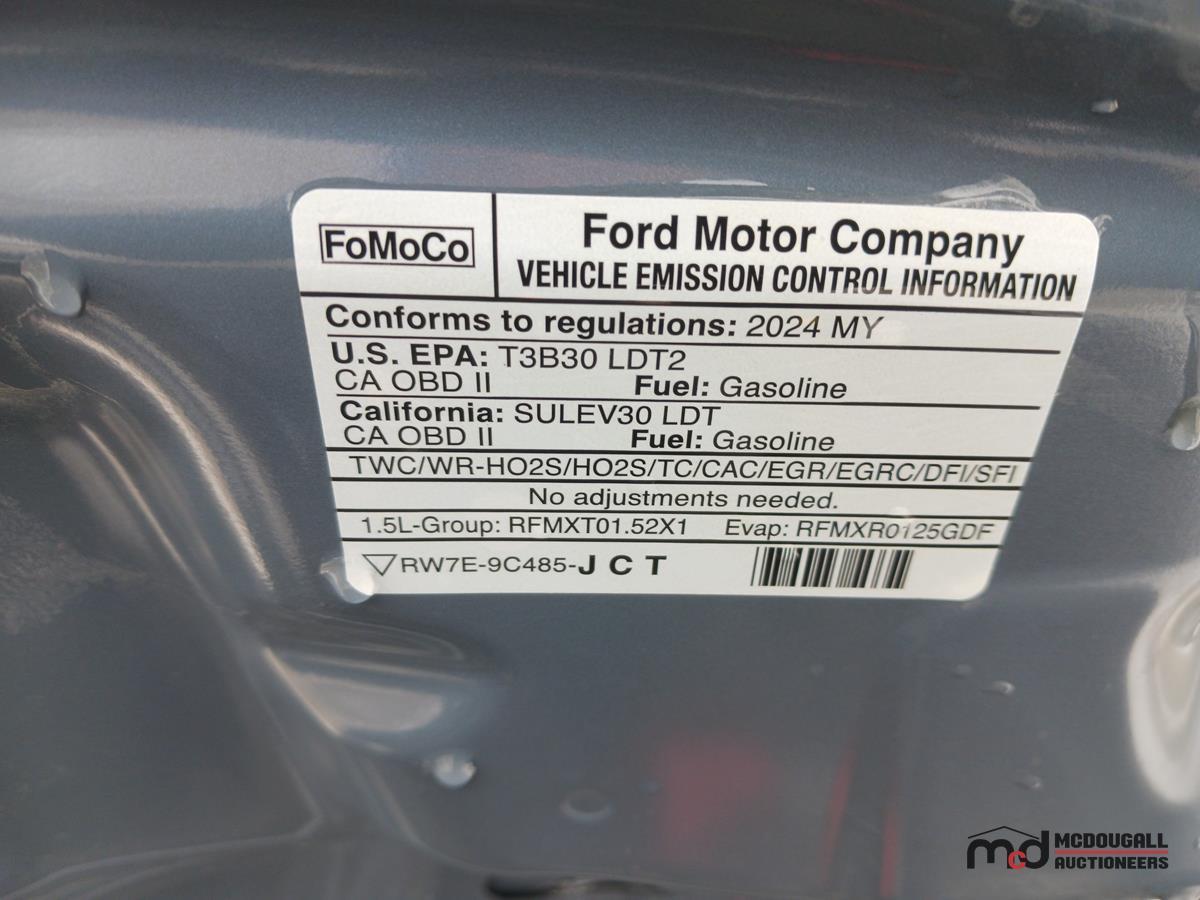 FoMoCo
Ford Motor Company
VEHICLE EMISSION CONTROL INFORMATION
Conforms to regulations: 2024 MY
U.S. EPA: T3B30 LDT2
CA OBD II Fuel: Gasoline
California: SULEV30 LDT
CA OBD II Fuel: Gasoline
TWC/WR-HO2S/HO2S/TC/CAC/EGR/EGRC/DFI/SFI
No adjustments needed.
1.5L-Group: RFMXT01.52X1 Evap: RFMXR0125GDF
RW7E-9C485-J C T
mcd MCDOUGALL
AUCTIONEERS